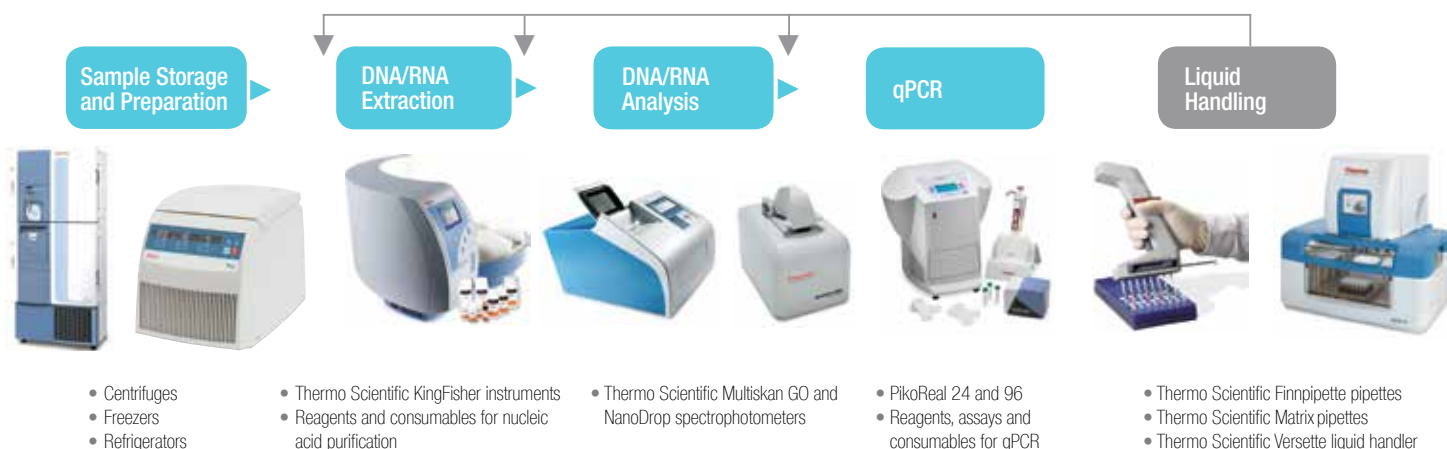 Sample Storage
and Preparation
DNA/RNA
Extraction
DNA/RNA
Analysis
qPCR
Liquid
Handling
• Centrifuges
• Freezers
• Refrigerators
• Thermo Scientific KingFisher instruments
• Reagents and consumables for nucleic
acid purification
• Thermo Scientific Multiskan GO and
NanoDrop spectrophotometers
• PikoReal 24 and 96
• Reagents, assays and
consumables for qPCR
• Thermo Scientific Finnpipette pipettes
• Thermo Scientific Matrix pipettes
• Thermo Scientific Versette liquid handler